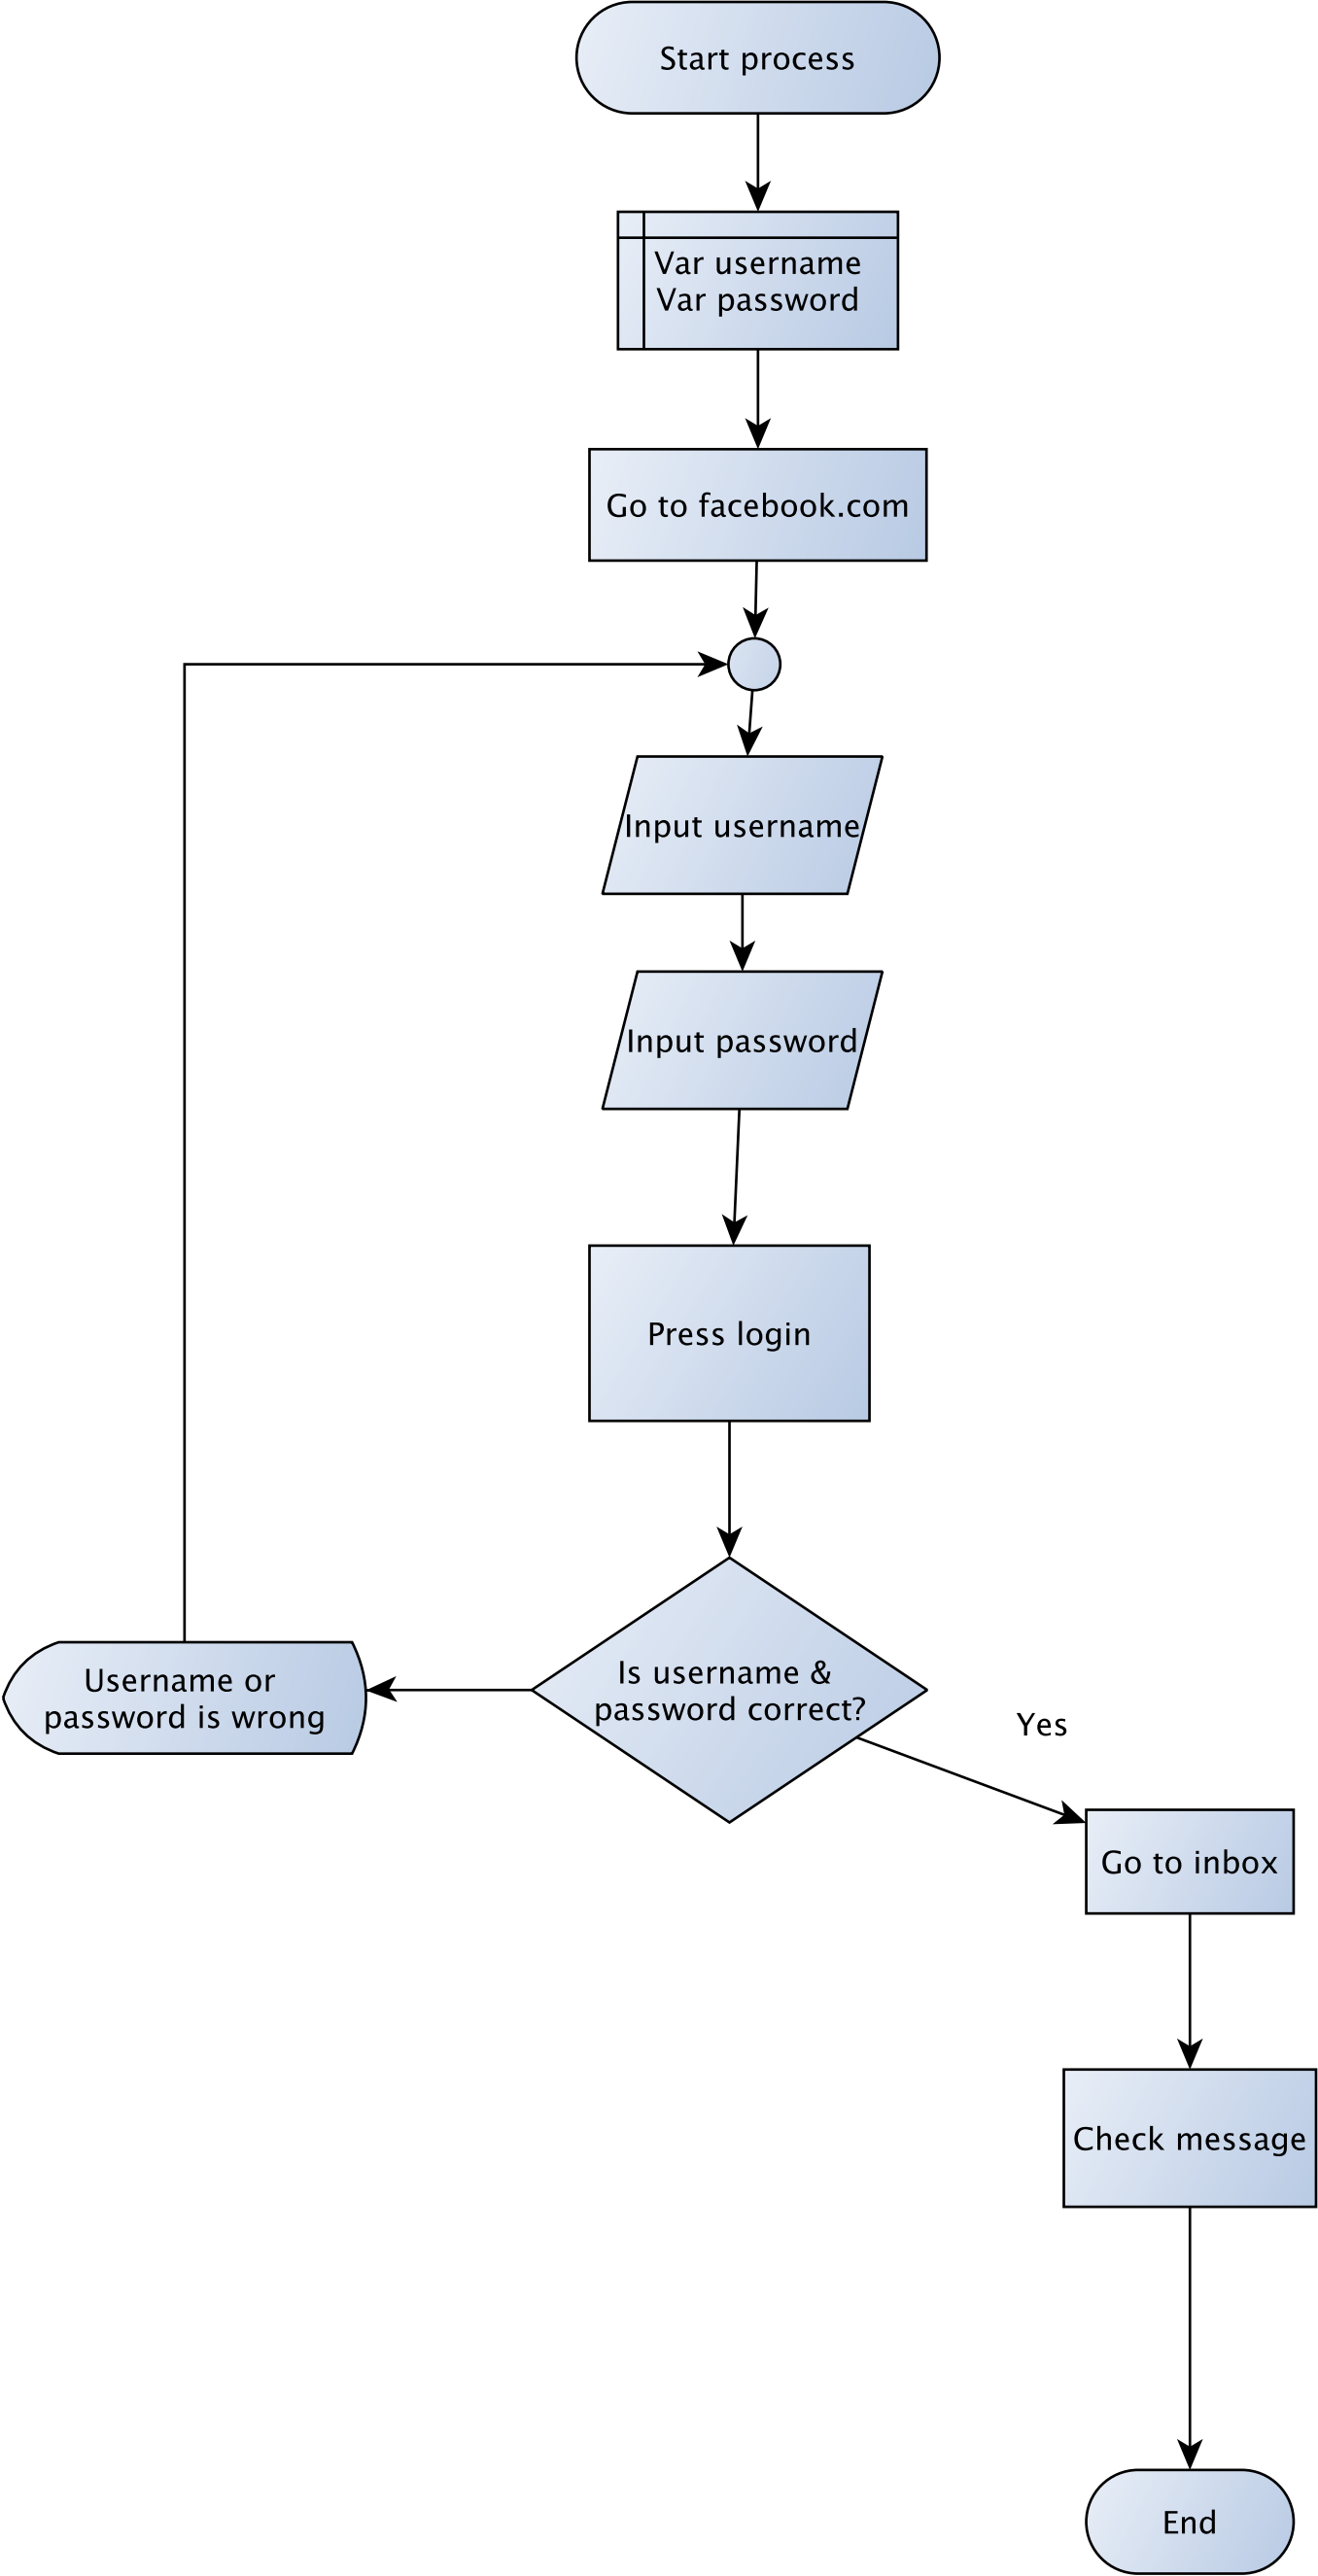 Start process
Var username
Var password
Go to facebook.com
Input username
Input password
Press login
Is username &
password correct?
Username or
password is wrong
Yes
Go to inbox
Check message
End